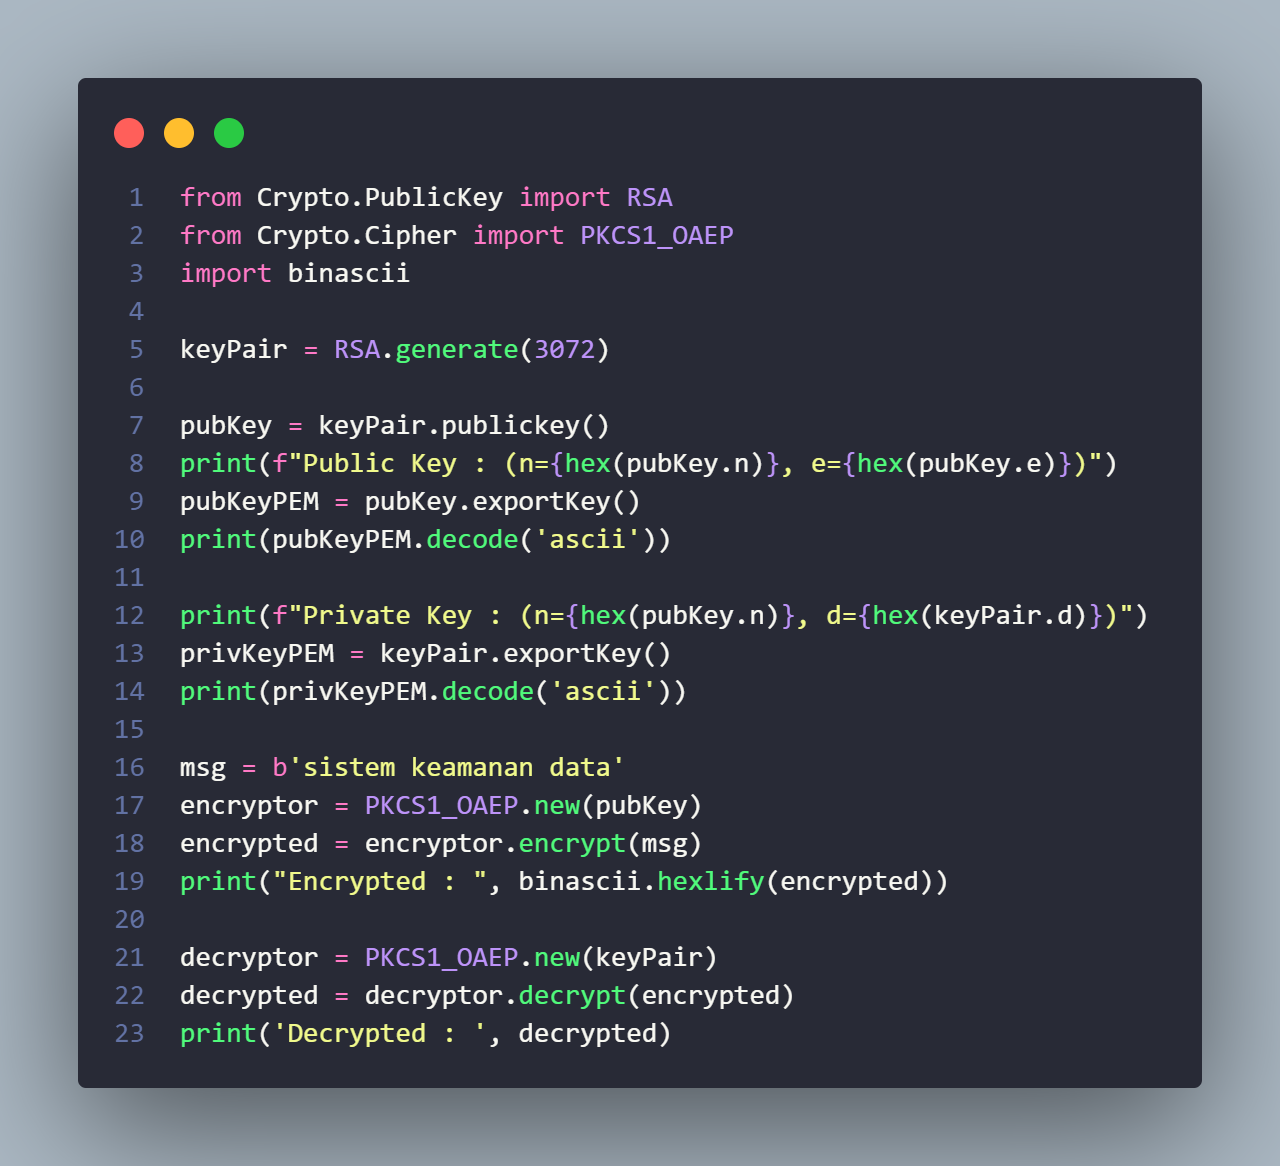 1 from Crypto.PublicKey import RSA
2 from Crypto.Cipher import PKCS1_OAEP
3 import binascii
4
5 keyPair = RSA.generate(3072)
6
7 pubKey = keyPair.publickey()
8 print(f"Public Key : (n={hex(pubKey.n)}, e={hex(pubKey.e)})")
9 pubKeyPEM = pubKey.exportKey()
10 print(pubKeyPEM.decode('ascii'))
11
12 print(f"Private Key : (n={hex(pubKey.n)}, d={hex(keyPair.d)})")
13 privKeyPEM = keyPair.exportKey()
14 print(privKeyPEM.decode('ascii'))
15
16 msg = b'sistem keamanan data'
17 encryptor = PKCS1_OAEP.new(pubKey)
18 encrypted = encryptor.encrypt(msg)
19 print("Encrypted : ", binascii.hexlify(encrypted))
20
21 decryptor = PKCS1_OAEP.new(keyPair)
22 decrypted = decryptor.decrypt(encrypted)
23 print('Decrypted : ', decrypted)